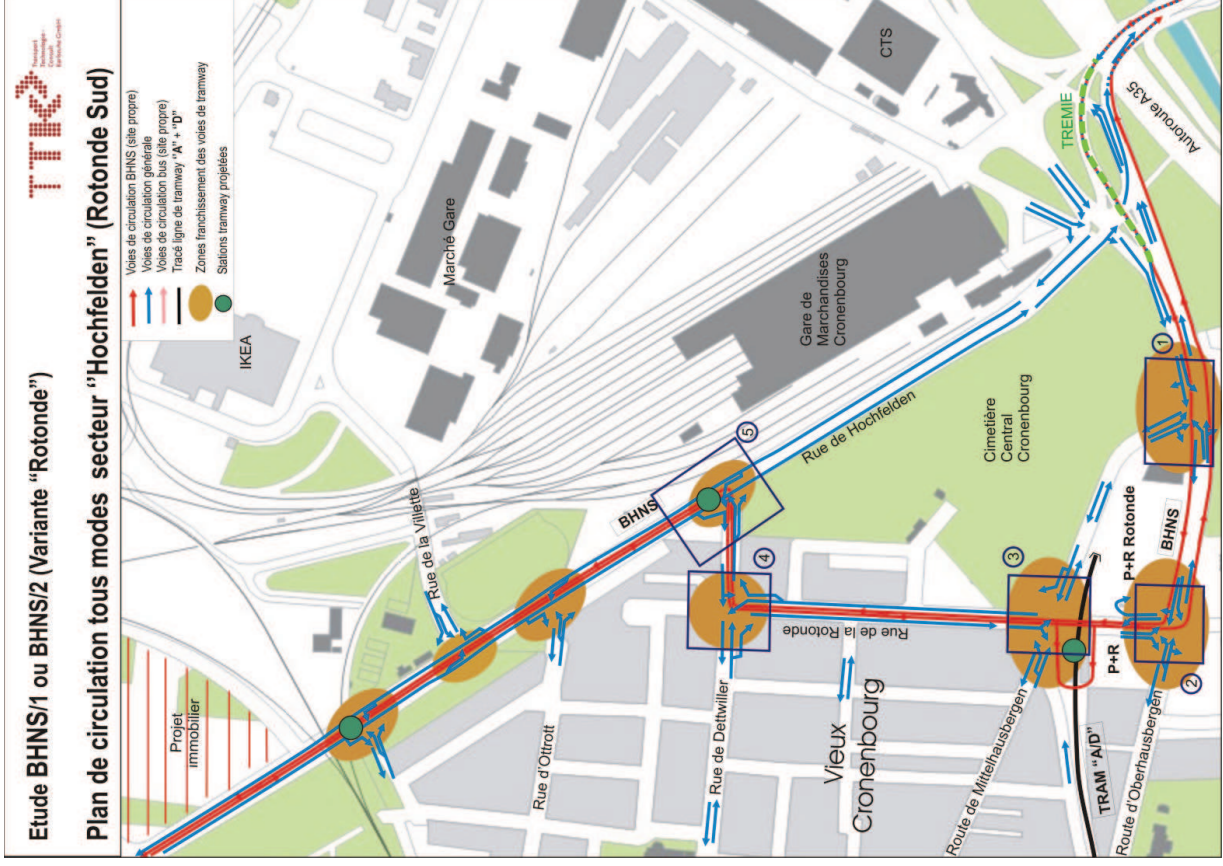 Etude BHNS/1 ou BHNS/2 (Variante “Rotonde”)
TTK
Transport
Technologie-
Consult
Karlsruhe GmbH
Plan de circulation tous modes secteur “Hochfelden” (Rotonde Sud)
Voies de circulation BHNS (site propre)
Voies de circulation générale
Voies de circulation bus (site propre)
Tracé ligne de tramway “A” + “D”
Zones franchissement des voies de tramway
Stations tramway projetées
IKEA
Marché Gare
CTS
TREMIE
Autoroute A35
Gare de
Marchandises
Cronenbourg
Rue de Hochfelden
Cimetière
Central
Cronenbourg
Projet
immobilier
Rue de la Villette
BHNS
5
4
3
1
2
Rue d'Ottrott
Rue de Dettwiller
Rue de la Rotonde
Vieux
Cronenbourg
Route de Mittelhausbergen
P+R Rotonde
BHNS
P+R
TRAM “A/D”
Route d'Oberhausbergen